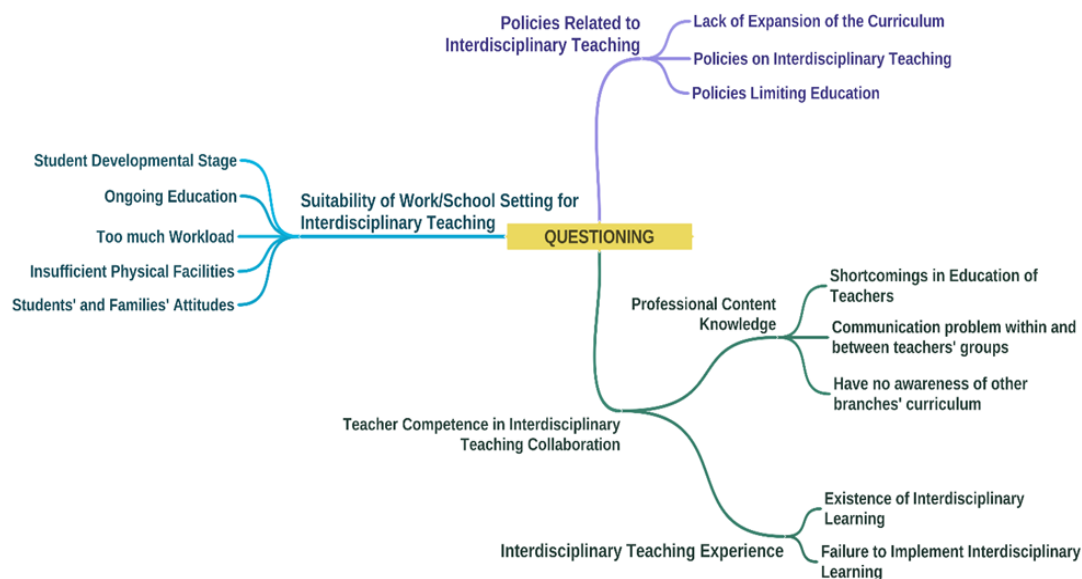 Policies Related to
Interdisciplinary Teaching
Lack of Expansion of the Curriculum
Policies on Interdisciplinary Teaching
Policies Limiting Education
Student Developmental Stage
Ongoing Education
Too much Workload
Insufficient Physical Facilities
Students' and Families' Attitudes
Suitability of Work/School Setting for
Interdisciplinary Teaching
QUESTIONING
Teacher Competence in Interdisciplinary
Teaching Collaboration
Professional Content
Knowledge
Shortcomings in Education of
Teachers
Communication problem within and
between teachers' groups
Have no awareness of other
branches' curriculum
Interdisciplinary Teaching Experience
Existence of Interdisciplinary
Learning
Failure to Implement Interdisciplinary
Learning